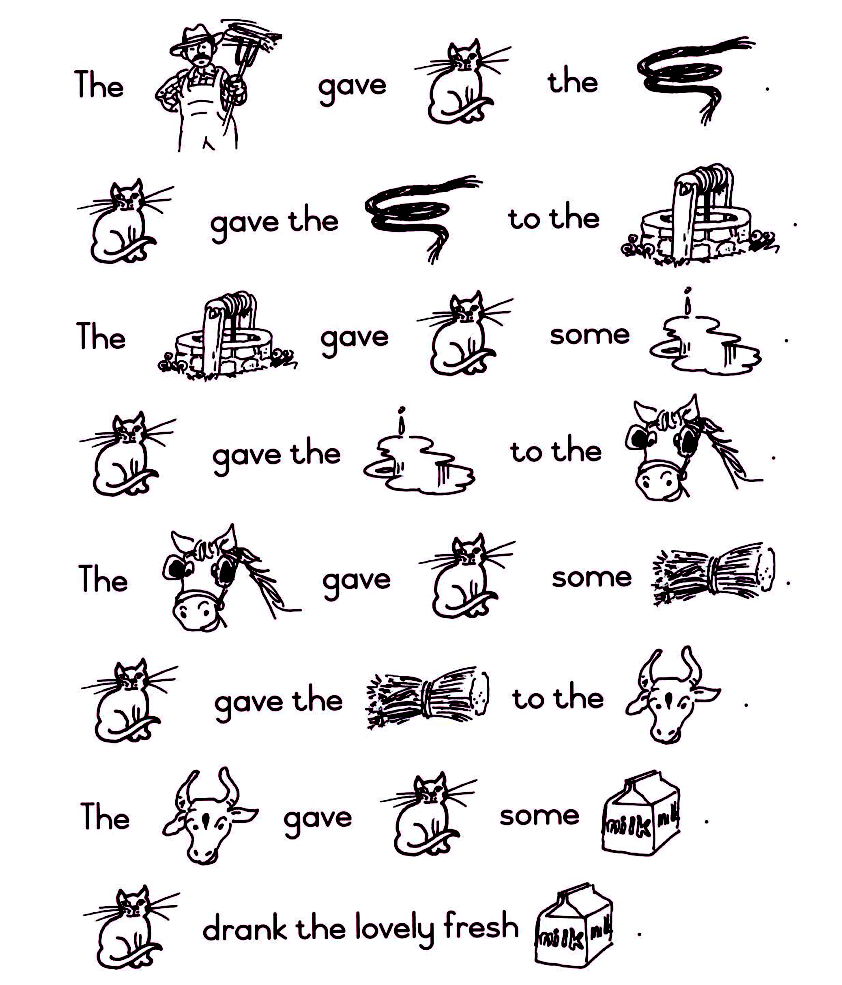 The gave the .
gave the to the .
The gave some .
gave the to the .
The gave some .
gave the to the .
The gave some milk milk .
drank the lovely fresh milk milk .